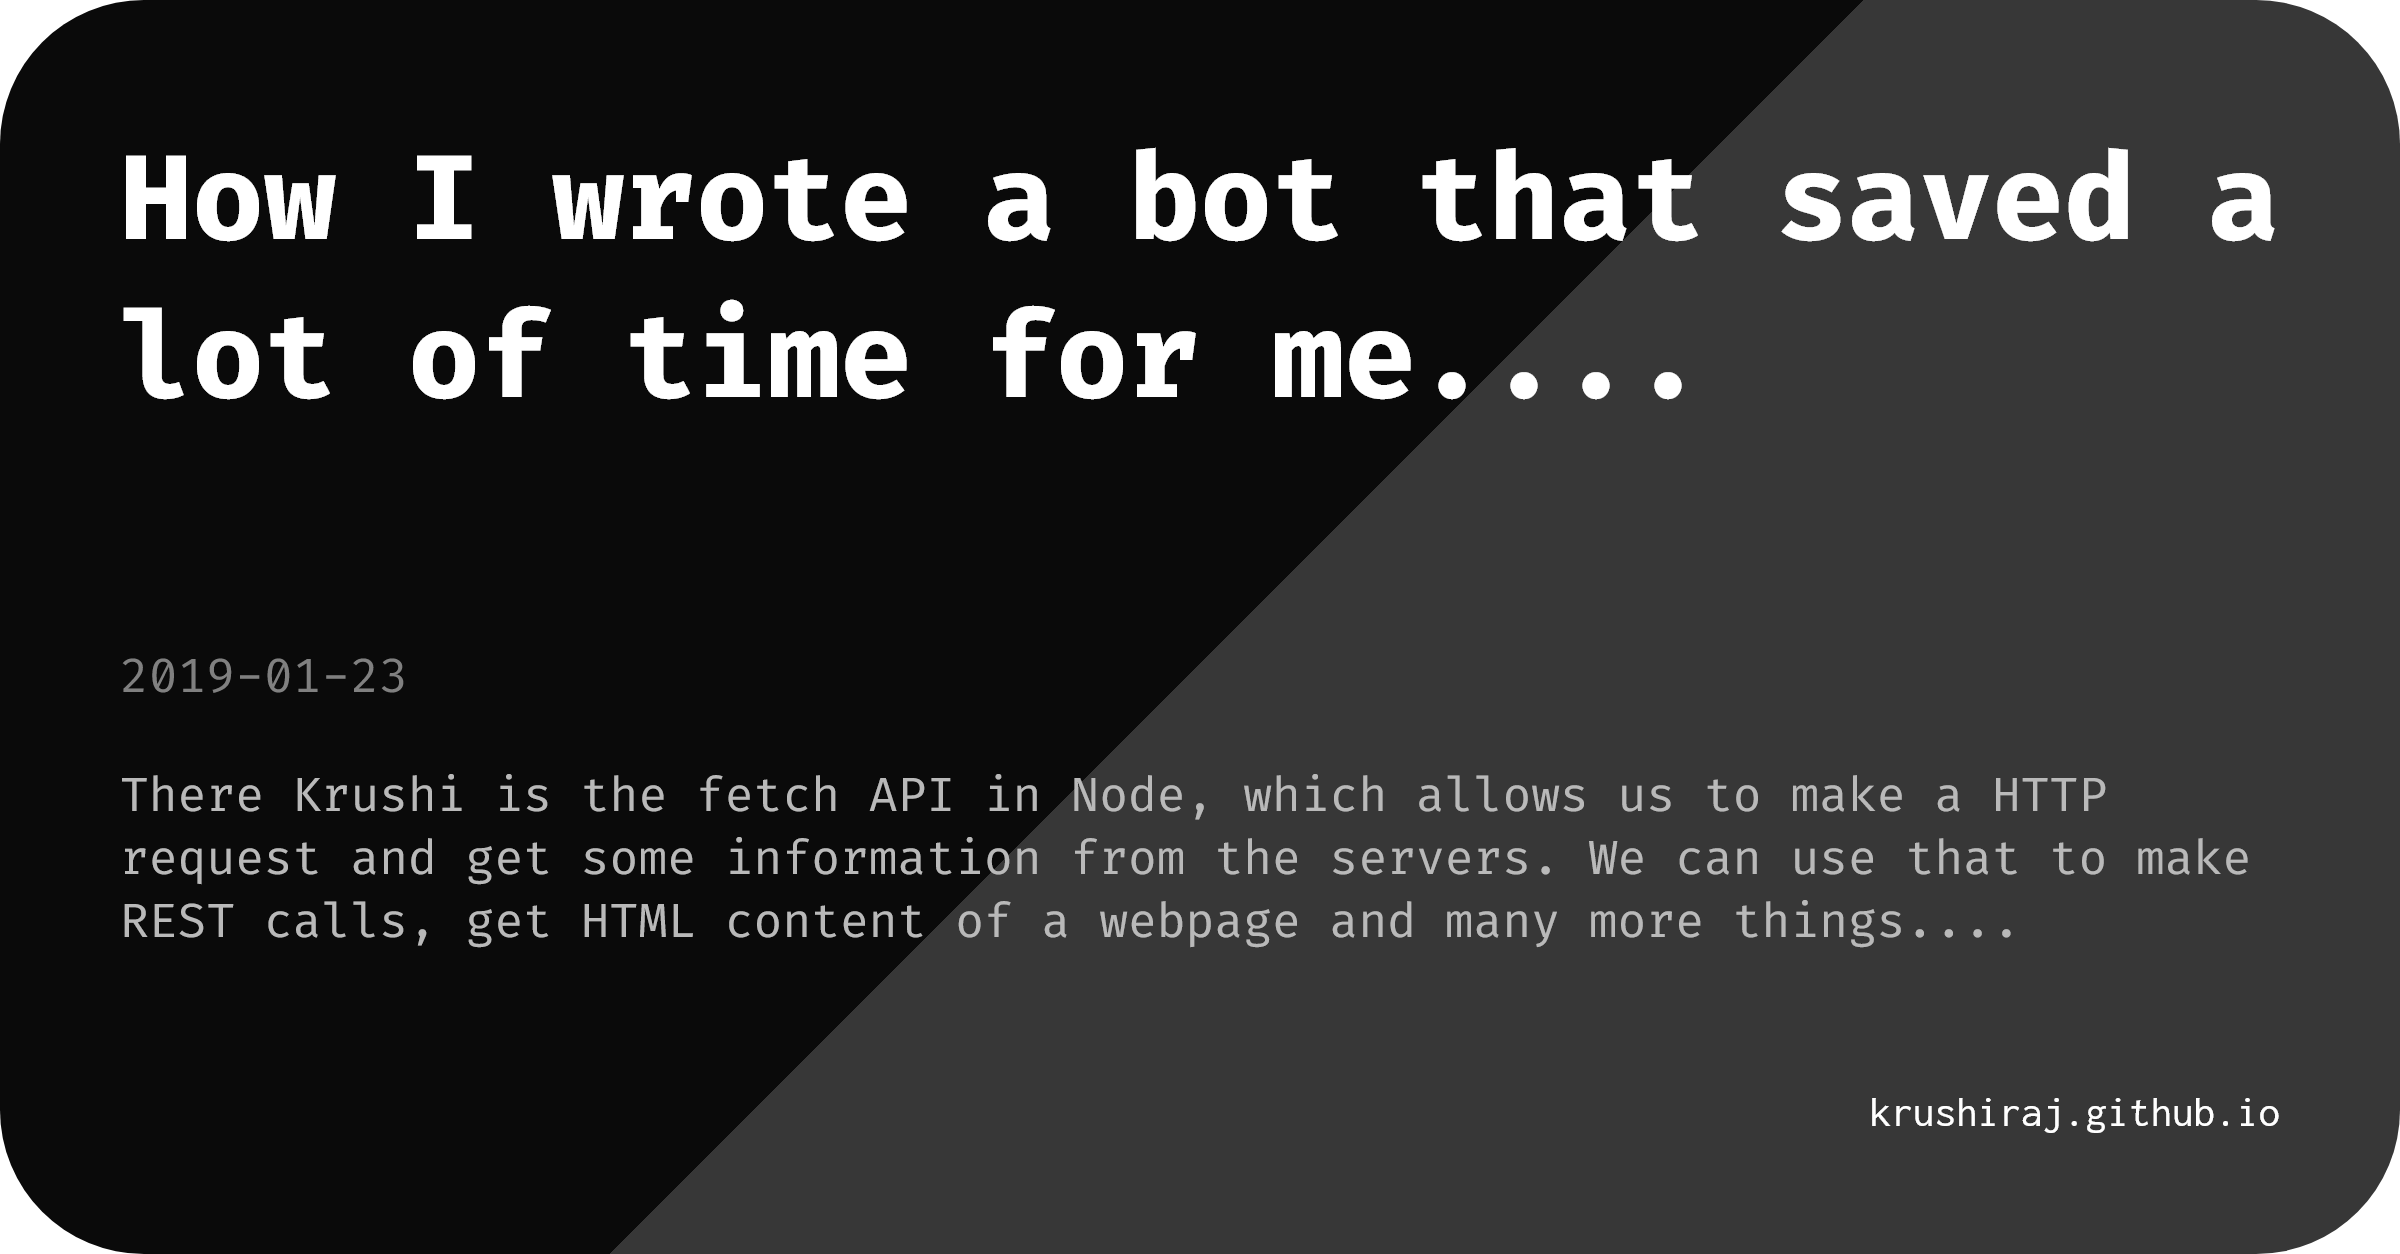 How I wrote a bot that saved a
lot of time for me....
2019-01-23
There Krushi is the fetch API in Node, which allows us to make a HTTP
request and get some information from the servers. We can use that to make
REST calls, get HTML content of a webpage and many more things....
krushiraj.github.io